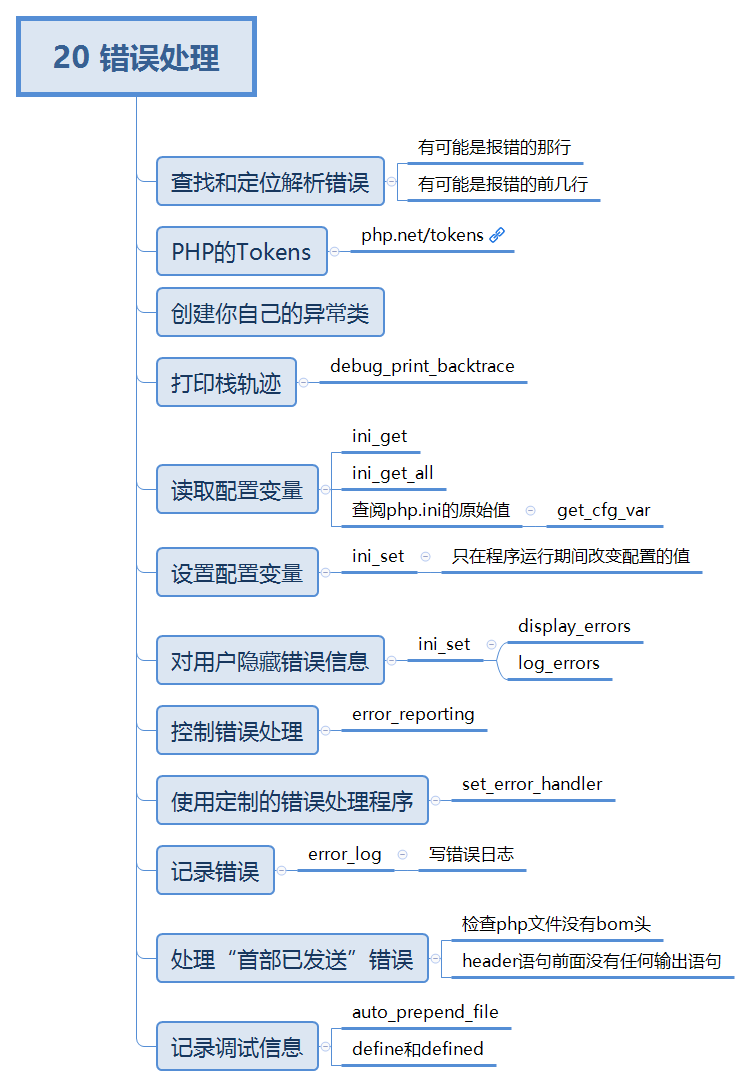 20 错误处理
查找和定位解析错误
有可能是报错的那行
有可能是报错的前几行
PHP的Tokens
php.net/tokens
创建你自己的异常类
打印栈轨迹
debug_print_backtrace
读取配置变量
ini_get
ini_get_all
查阅php.ini的原始值
get_cfg_var
设置配置变量
ini_set
只在程序运行期间改变配置的值
对用户隐藏错误信息
ini_set
display_errors
log_errors
控制错误处理
error_reporting
使用定制的错误处理程序
set_error_handler
记录错误
error_log
写错误日志
处理“首部已发送”错误
检查php文件没有bom头
header语句前面没有任何输出语句
记录调试信息
auto_prepend_file
define和defined